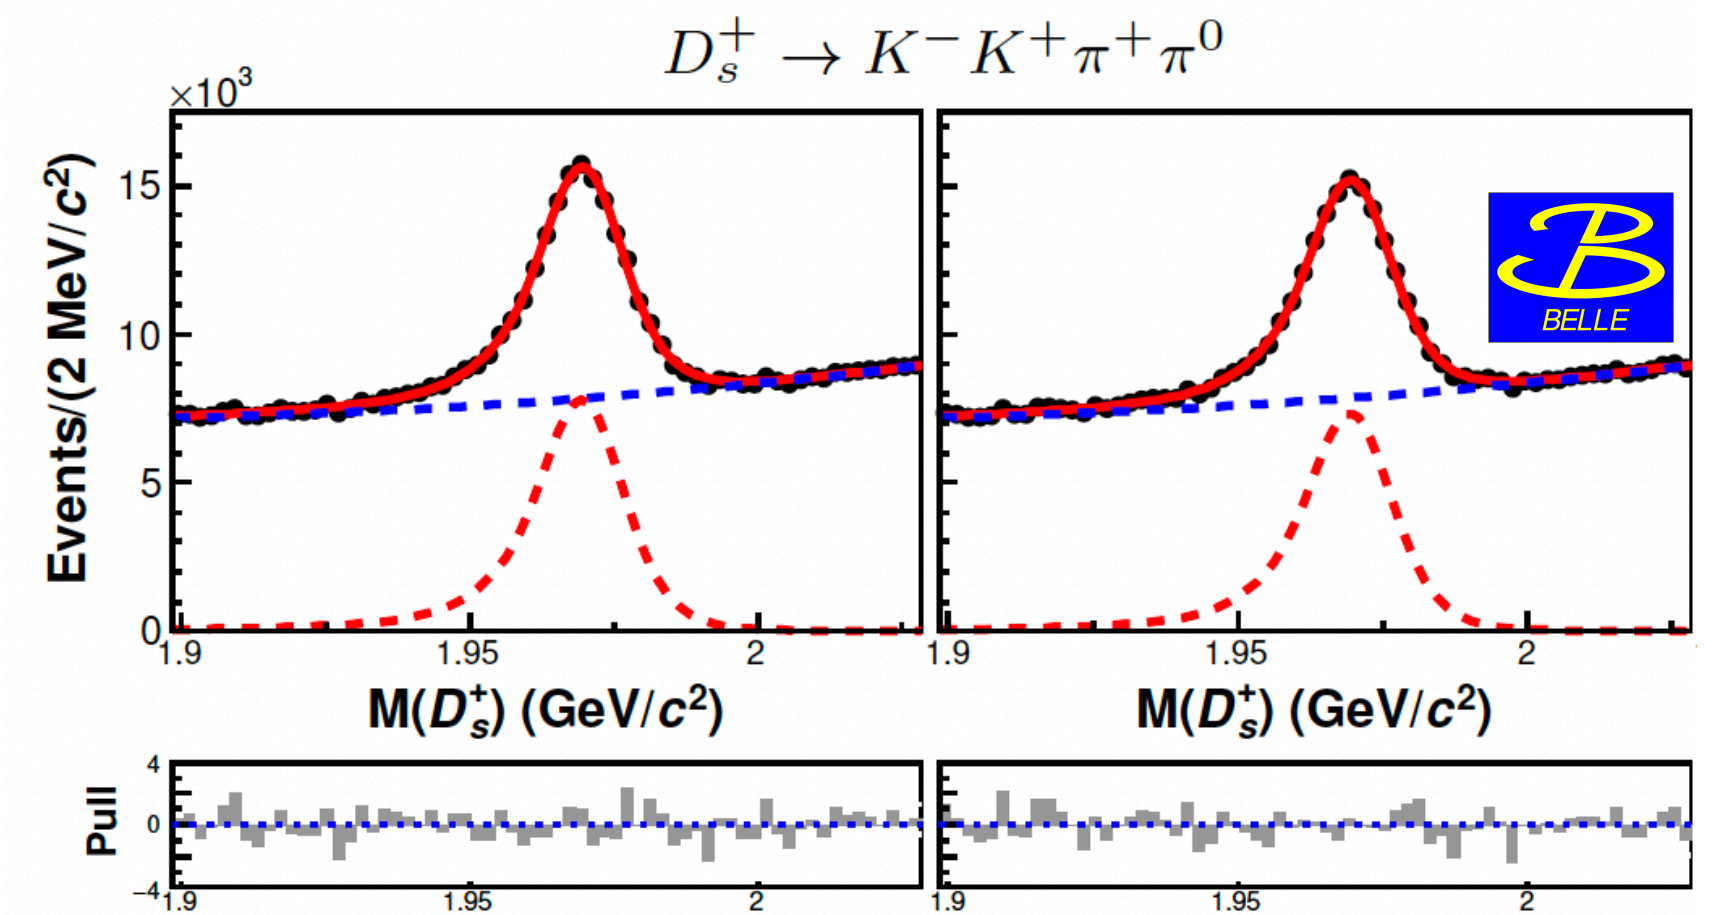 D_s^+ → K^- K^+ π^+ π^0
×10^3
Events/(2 MeV/c^2)
15
10
5
0
1.9 1.95 2
1.9 1.95 2
M(D_s^+) (GeV/c^2)
M(D_s^+) (GeV/c^2)
BELLE
Pull
4
0
−4
1.9 1.95 2
1.9 1.95 2